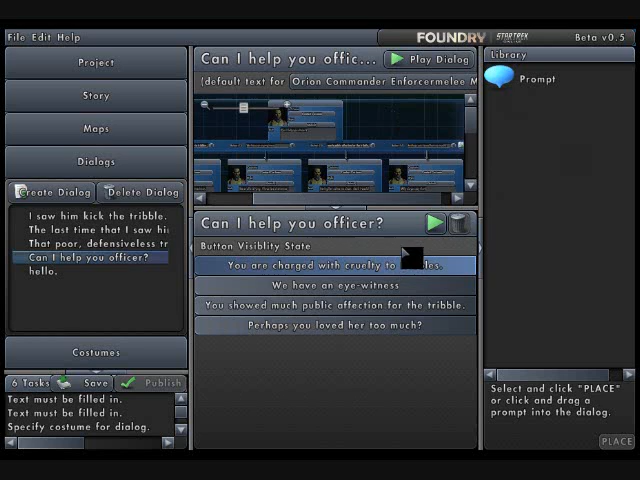 File Edit Help
FOUNDRY
STAR TREK
Beta v0.5
Project
Story
Maps
Dialogs
Create Dialog
Delete Dialog
I saw him kick the tribble.
The last time that I saw hi
That poor, defensiveless tr
Can I help you officer?
hello.
Costumes
6 Tasks
Save
Publish
Text must be filled in.
Text must be filled in.
Specify costume for dialog.
Can I help you offic...
Play Dialog
(default text for
Orion Commander Enforcermelee M
Can I help you officer?
Button Visiblity State
You are charged with cruelty to les.
We have an eye-witness
You showed much public affection for the tribble.
Perhaps you loved her too much?
Library
Prompt
Select and click "PLACE"
or click and drag a
prompt into the dialog.
PLACE